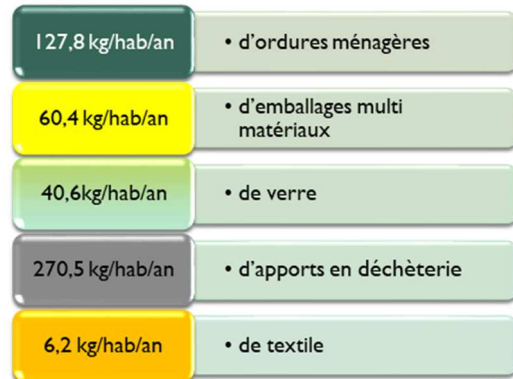 127,8 kg/hab/an • d'ordures ménagères
60,4 kg/hab/an • d'emballages multi
matériaux
40,6kg/hab/an • de verre
270,5 kg/hab/an • d'apports en déchèterie
6,2 kg/hab/an • de textile